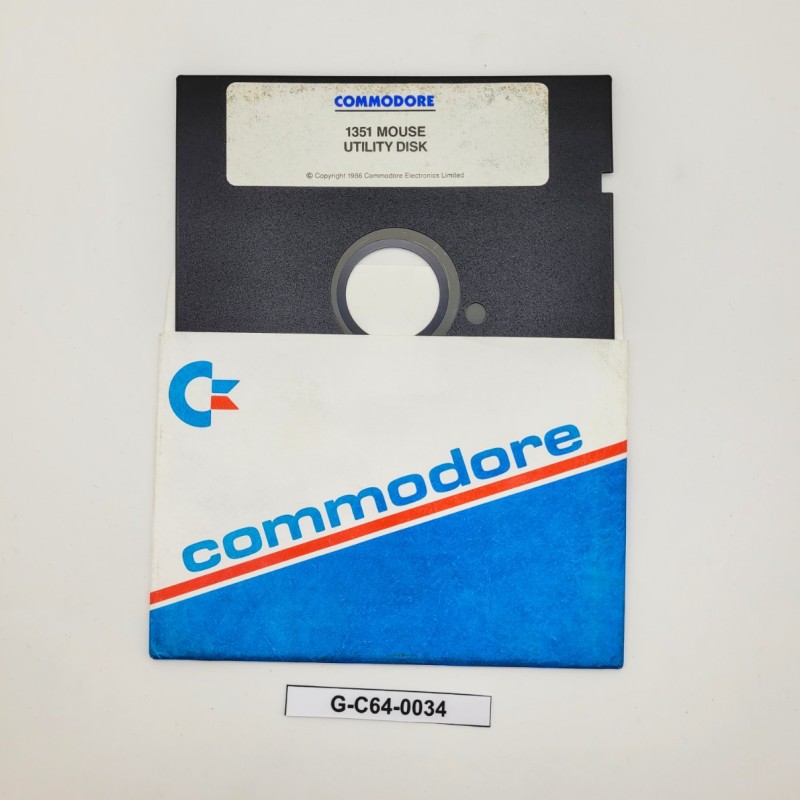 COMMODORE
1351 MOUSE
UTILITY DISK
© Copyright 1986 Commodore Electronics Limited
commodore
G-C64-0034